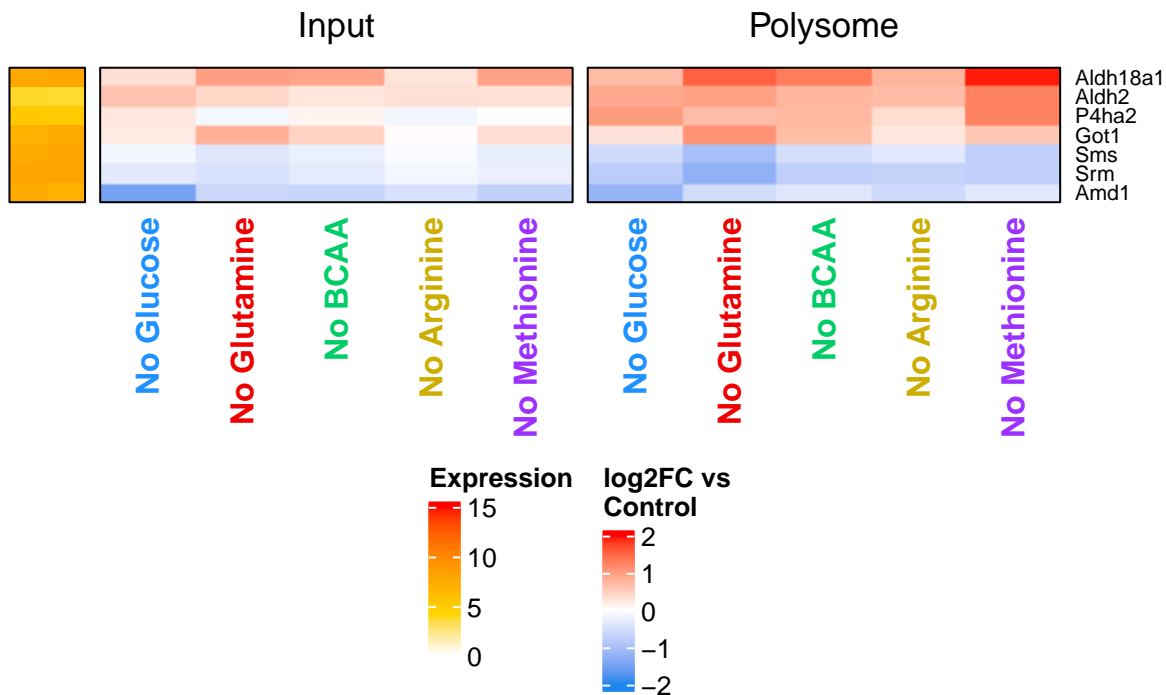 Input
Polysome
Aldh18a1
Aldh2
P4ha2
Got1
Sms
Srm
Amd1
No Glucose
No Glutamine
No BCAA
No Arginine
No Methionine
No Glucose
No Glutamine
No BCAA
No Arginine
No Methionine
Expression
15
10
5
0
log2FC vs
Control
2
1
0
−1
−2